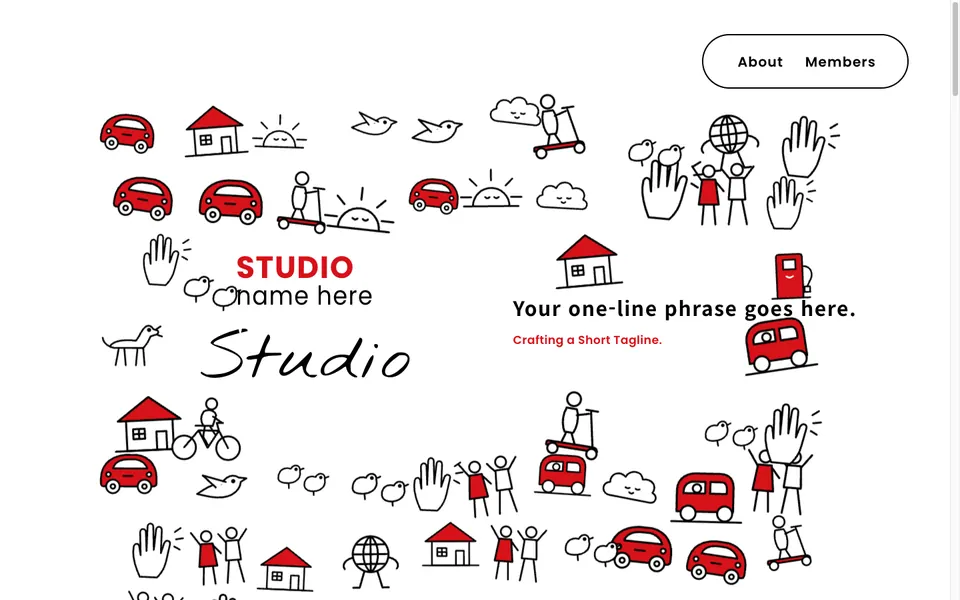 About
Members
STUDIO
name here
Studio
Your one-line phrase goes here.
Crafting a Short Tagline.